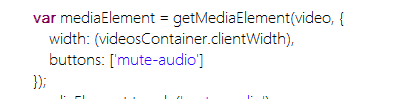 var mediaElement = getMediaElement(video, {
width: (videosContainer.clientWidth),
buttons: ['mute-audio']
});